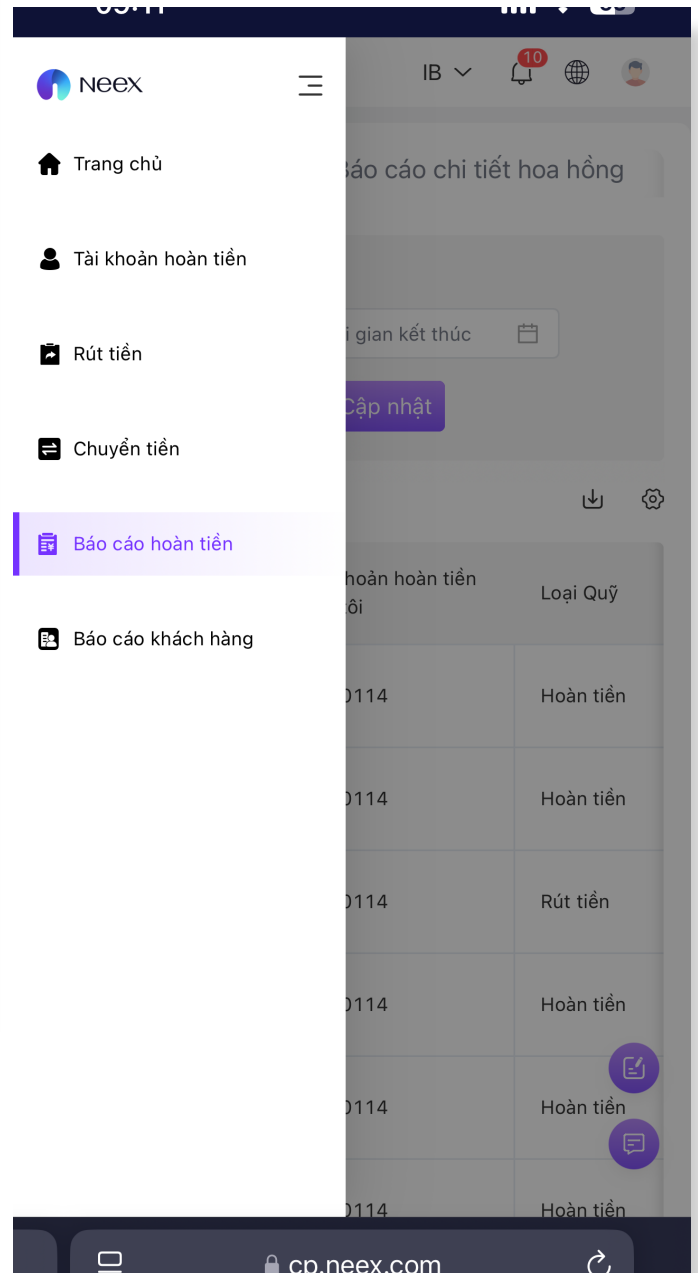 Neex
IB
10
Trang chủ
Báo cáo chi tiết hoa hồng
Tài khoản hoàn tiền
gian kết thúc
Rút tiền
Cập nhật
Chuyển tiền
Báo cáo hoàn tiền
hoàn tiền
Loại Quỹ
Báo cáo khách hàng
0114
Hoàn tiền
0114
Hoàn tiền
0114
Rút tiền
0114
Hoàn tiền
0114
Hoàn tiền
0114
Hoàn tiền
cp.neex.com